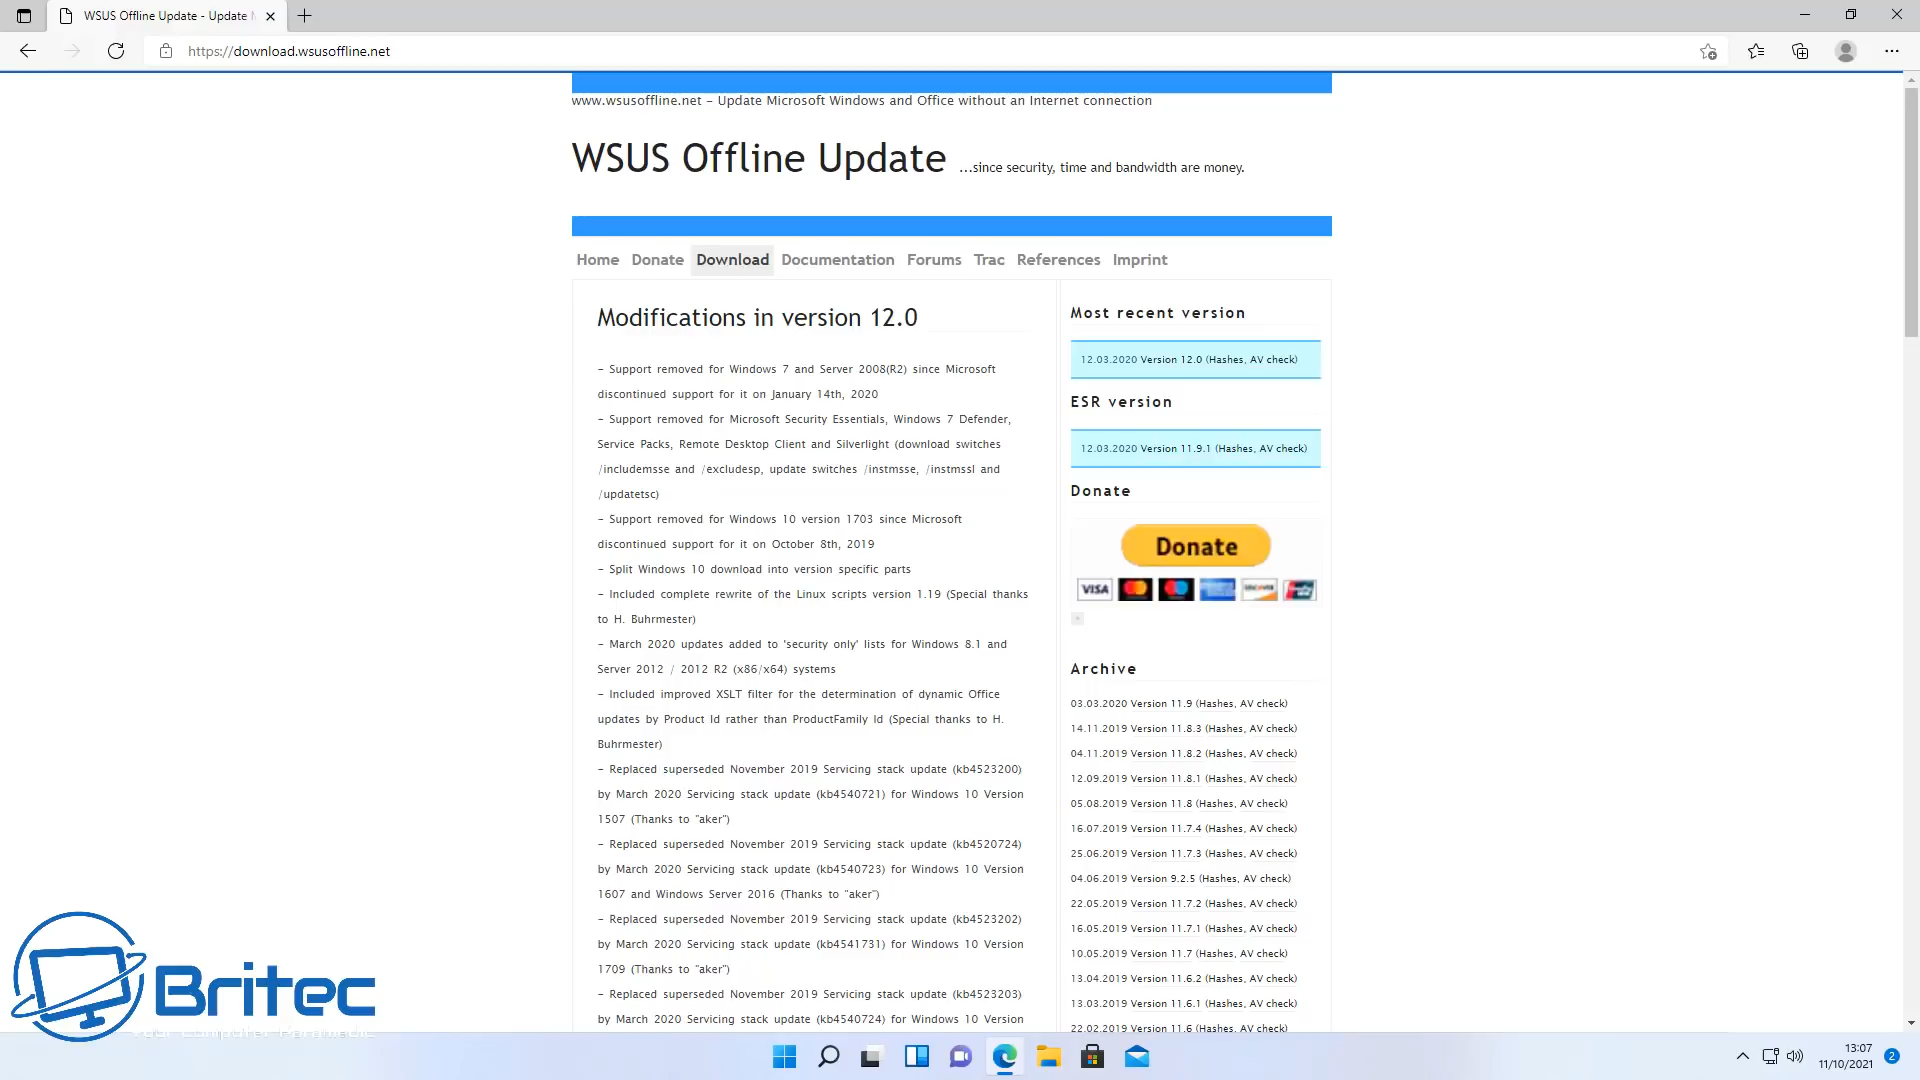 WSUS Offline Update - Update M
https://download.wsusoffline.net
www.wsusoffline.net – Update Microsoft Windows and Office without an Internet connection
WSUS Offline Update ...since security, time and bandwidth are money.
Home Donate Download Documentation Forums Trac References Imprint
Modifications in version 12.0
– Support removed for Windows 7 and Server 2008(R2) since Microsoft
discontinued support for it on January 14th, 2020
– Support removed for Microsoft Security Essentials, Windows 7 Defender,
Service Packs, Remote Desktop Client and Silverlight (download switches
/includemsse and /excludesp, update switches /instmsse, /instmssl and
/updatetsc)
– Support removed for Windows 10 version 1703 since Microsoft
discontinued support for it on October 8th, 2019
– Split Windows 10 download into version specific parts
– Included complete rewrite of the Linux scripts version 1.19 (Special thanks
to H. Buhrmester)
– March 2020 updates added to 'security only' lists for Windows 8.1 and
Server 2012 / 2012 R2 (x86/x64) systems
– Included improved XSLT filter for the determination of dynamic Office
updates by Product Id rather than ProductFamily Id (Special thanks to H.
Buhrmester)
– Replaced superseded November 2019 Servicing stack update (kb4523200)
by March 2020 Servicing stack update (kb4540721) for Windows 10 Version
1507 (Thanks to "aker")
– Replaced superseded November 2019 Servicing stack update (kb4520724)
by March 2020 Servicing stack update (kb4540723) for Windows 10 Version
1607 and Windows Server 2016 (Thanks to "aker")
– Replaced superseded November 2019 Servicing stack update (kb4523202)
by March 2020 Servicing stack update (kb4541731) for Windows 10 Version
1709 (Thanks to "aker")
– Replaced superseded November 2019 Servicing stack update (kb4523203)
by March 2020 Servicing stack update (kb4540724) for Windows 10 Version
Most recent version
12.03.2020 Version 12.0 (Hashes, AV check)
ESR version
12.03.2020 Version 11.9.1 (Hashes, AV check)
Donate
Donate
VISA
DISCOVER
Archive
03.03.2020 Version 11.9 (Hashes, AV check)
14.11.2019 Version 11.8.3 (Hashes, AV check)
04.11.2019 Version 11.8.2 (Hashes, AV check)
12.09.2019 Version 11.8.1 (Hashes, AV check)
05.08.2019 Version 11.8 (Hashes, AV check)
16.07.2019 Version 11.7.4 (Hashes, AV check)
25.06.2019 Version 11.7.3 (Hashes, AV check)
04.06.2019 Version 9.2.5 (Hashes, AV check)
22.05.2019 Version 11.7.2 (Hashes, AV check)
16.05.2019 Version 11.7.1 (Hashes, AV check)
10.05.2019 Version 11.7 (Hashes, AV check)
13.04.2019 Version 11.6.2 (Hashes, AV check)
13.03.2019 Version 11.6.1 (Hashes, AV check)
22.02.2019 Version 11.6 (Hashes, AV check)
Britec
Your Computer Paramedic
13:07
11/10/2021
2